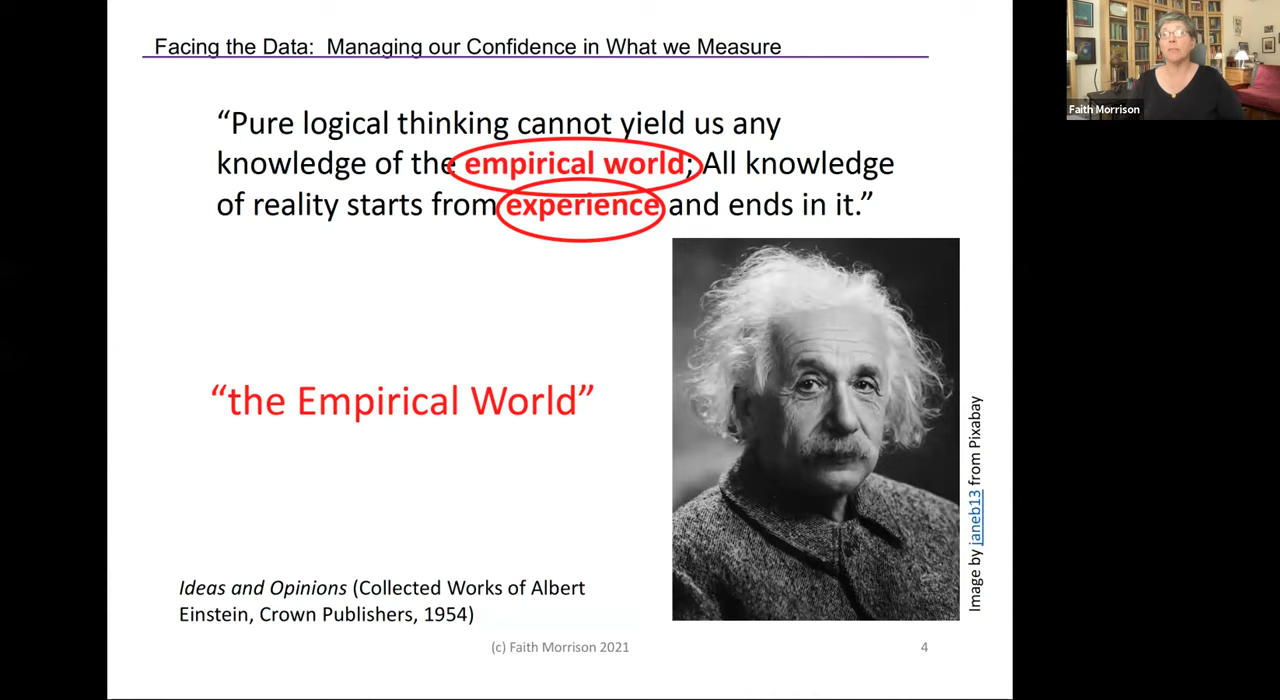 Facing the Data: Managing our Confidence in What we Measure
“Pure logical thinking cannot yield us any
knowledge of the empirical world; All knowledge
of reality starts from experience and ends in it.”
“the Empirical World”
Image by janeb13 from Pixabay
Ideas and Opinions (Collected Works of Albert
Einstein, Crown Publishers, 1954)
(c) Faith Morrison 2021
4
Faith Morrison